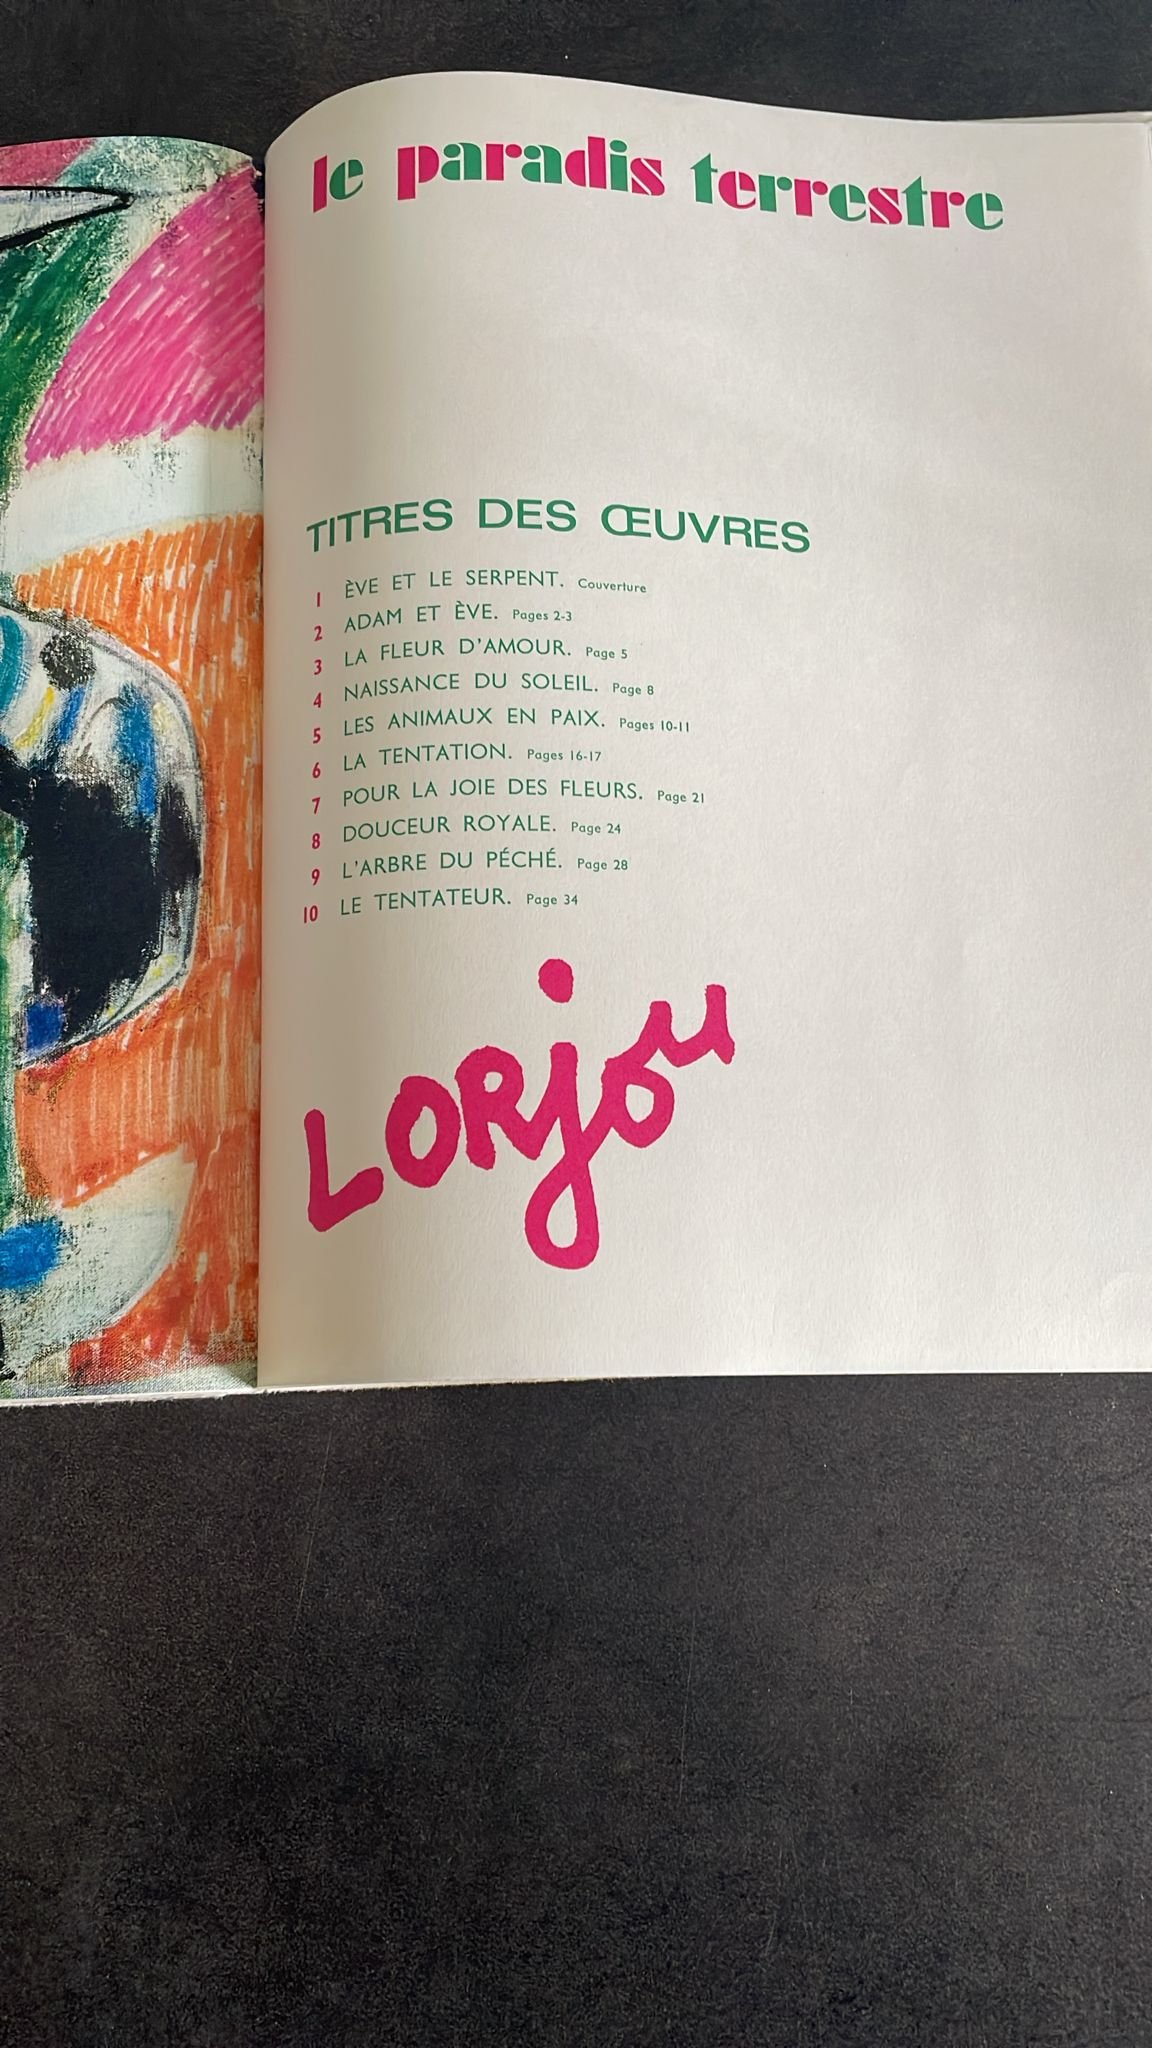 le paradis terrestre
TITRES DES ŒUVRES
1 ÈVE ET LE SERPENT. Couverture
2 ADAM ET ÈVE. Pages 2-3
3 LA FLEUR D'AMOUR. Page 5
4 NAISSANCE DU SOLEIL. Page 8
5 LES ANIMAUX EN PAIX. Pages 10-11
6 LA TENTATION. Pages 16-17
7 POUR LA JOIE DES FLEURS. Page 21
8 DOUCEUR ROYALE. Page 24
9 L'ARBRE DU PÉCHÉ. Page 28
10 LE TENTATEUR. Page 34
LORjou